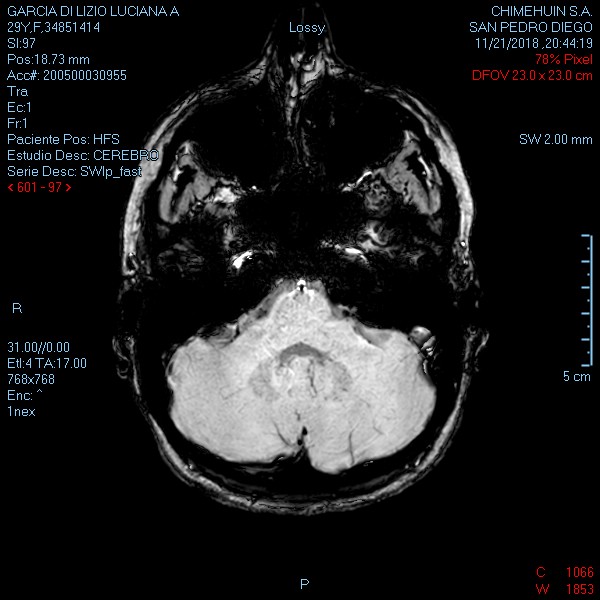 GARCIA DI LIZIO LUCIANA A
29Y,F,34851414
Sl:97
Pos:18.73 mm
Acc#: 200500030955
Tra
Ec:1
Fr:1
Paciente Pos: HFS
Estudio Desc: CEREBRO
Serie Desc: SWIp_fast
< 601 - 97 >
Lossy
CHIMEHUIN S.A.
SAN PEDRO DIEGO
11/21/2018 ,20:44:19
78% Pixel
DFOV 23.0 x 23.0 cm
SW 2.00 mm
R
31.00//0.00
Etl:4 TA:17.00
768x768
Enc: ^
1nex
5 cm
P
C 1066
W 1853